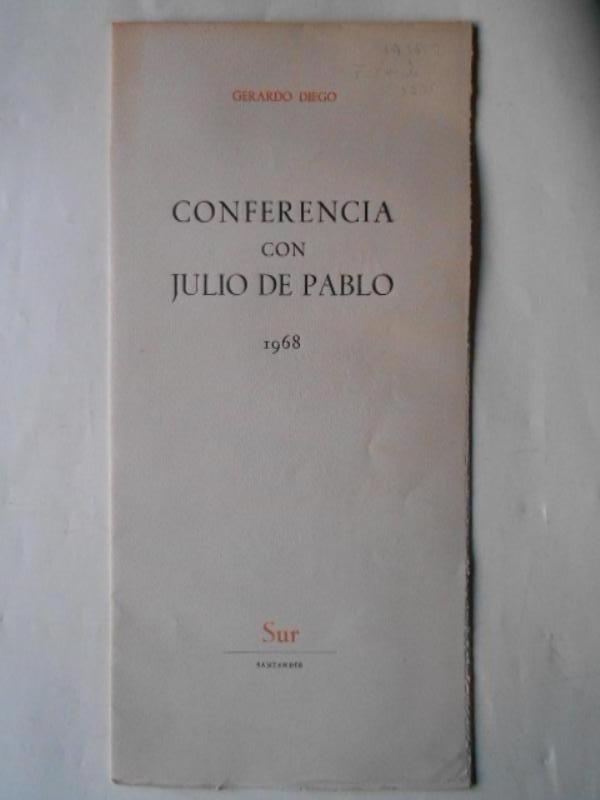 GERARDO DIEGO
CONFERENCIA
CON
JULIO DE PABLO
1968
Sur
SANTANDER